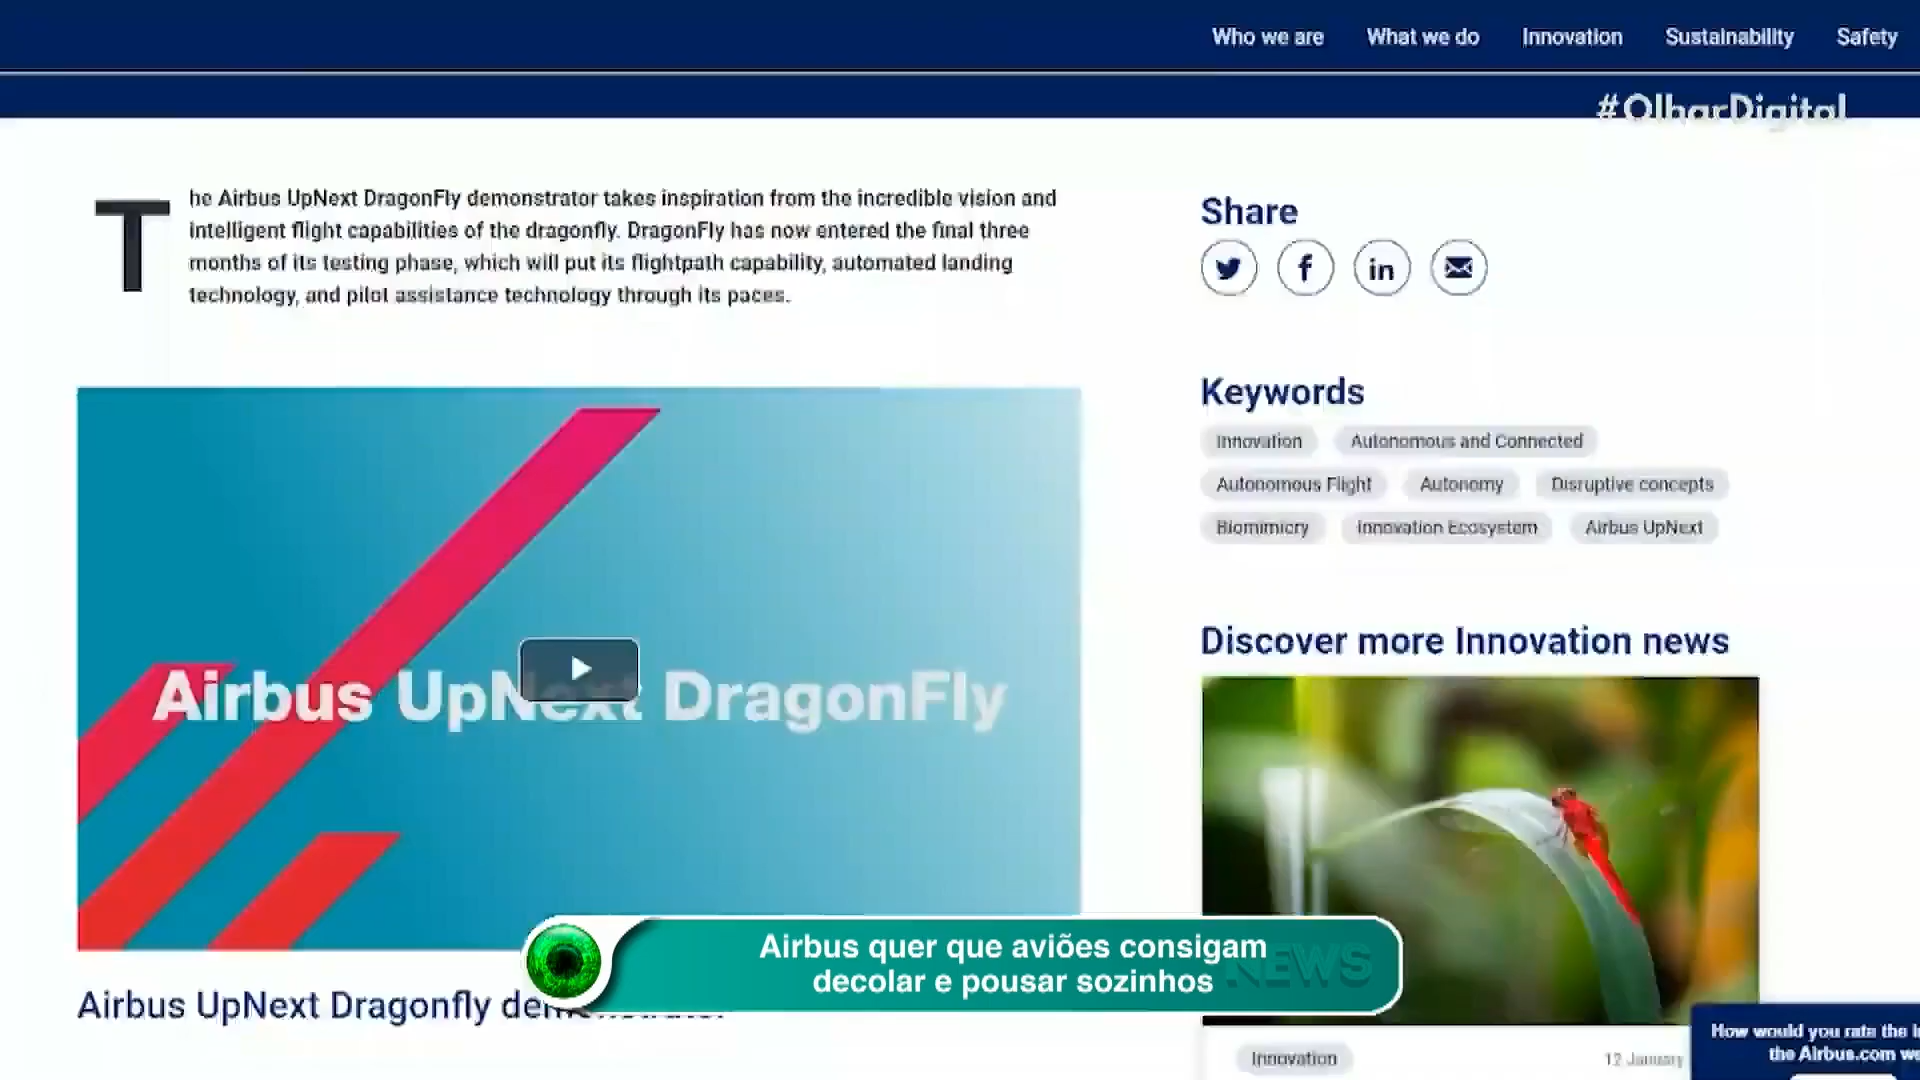 Who we are What we do Innovation Sustainability Safety
#OlharDigital
The Airbus UpNext DragonFly demonstrator takes inspiration from the incredible vision and
intelligent flight capabilities of the dragonfly. DragonFly has now entered the final three
months of its testing phase, which will put its flightpath capability, automated landing
technology, and pilot assistance technology through its paces.
Share
Keywords
Innovation Autonomous and Connected
Autonomous Flight Autonomy Disruptive concepts
Biomimicry Innovation Ecosystem Airbus UpNext
Discover more Innovation news
Airbus UpNext DragonFly
Airbus quer que aviões consigam
decolar e pousar sozinhos
NEWS
Airbus UpNext Dragonfly
Innovation 12 January
How would you rate the
the Airbus.com